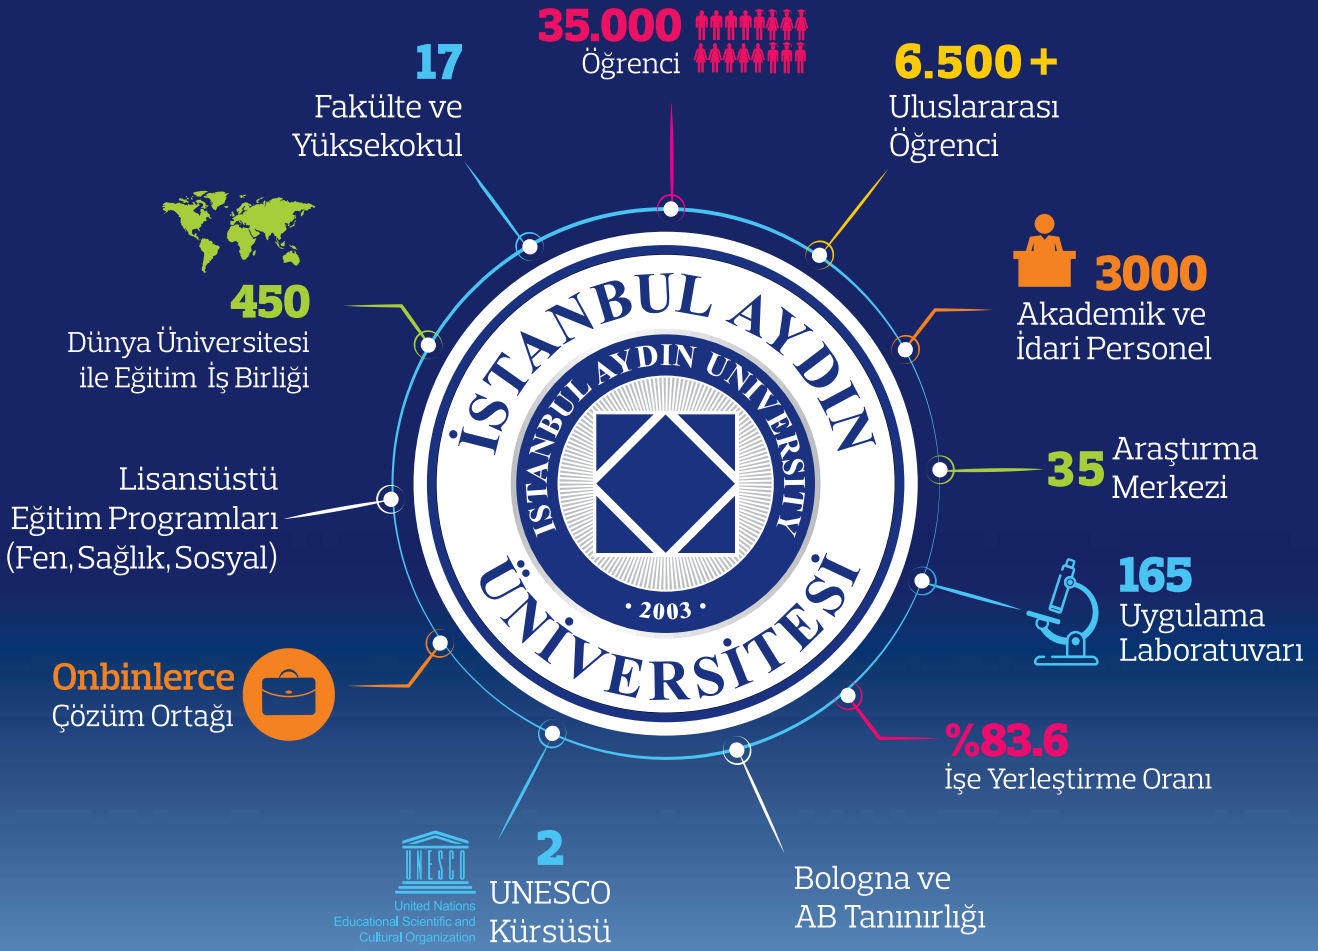 35.000
Öğrenci
17
Fakülte ve
Yüksekokul
6.500 +
Uluslararası
Öğrenci
450
Dünya Üniversitesi
ile Eğitim İş Birliği
3000
Akademik ve
İdari Personel
İSTANBUL AYDIN
ÜNİVERSİTESİ
ISTANBUL AYDIN UNIVERSITY
· 2003 ·
Lisansüstü
Eğitim Programları
(Fen, Sağlık, Sosyal)
35 Araştırma
Merkezi
165
Uygulama
Laboratuvarı
Onbinlerce
Çözüm Ortağı
%83.6
İşe Yerleştirme Oranı
UNESCO
United Nations
Educational Scientific and
Cultural Organization
2
UNESCO
Kürsüsü
Bologna ve
AB Tanınırlığı